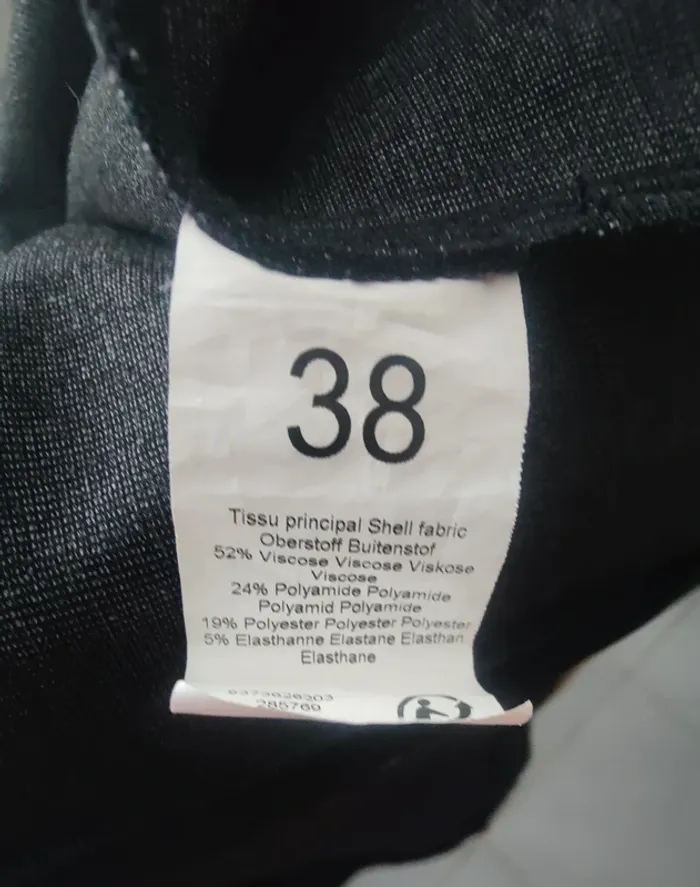 38
Tissu principal Shell fabric
Oberstoff Buitenstof
52% Viscose Viscose Viskose
Viscose
24% Polyamide Polyamide
Polyamid Polyamide
19% Polyester Polyester Polyester
5% Elasthanne Elastane Elasthan
Elasthane
285760